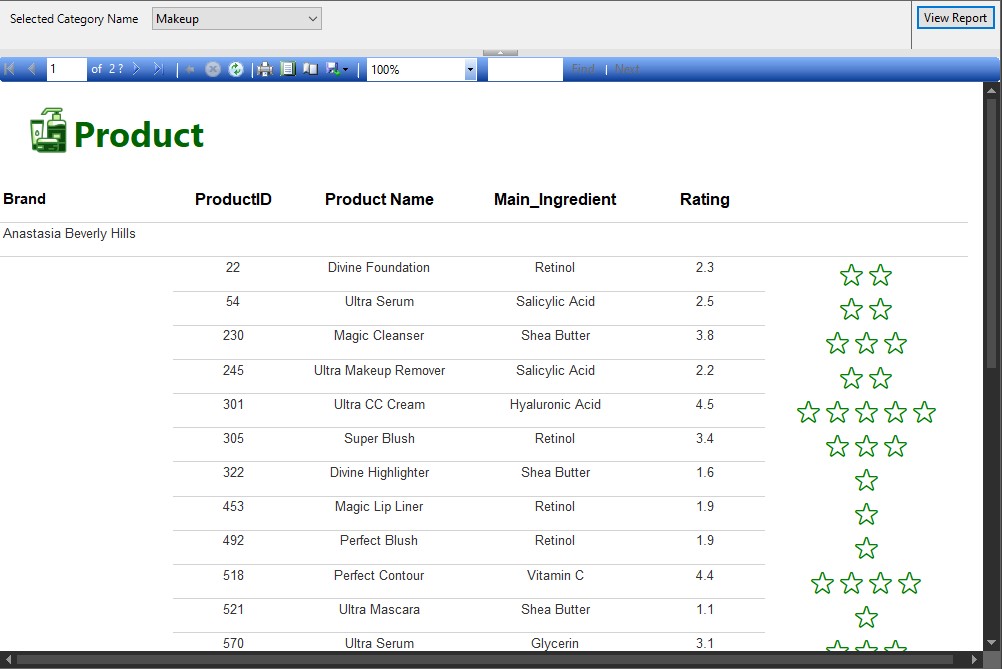 Selected Category Name Makeup View Report
1 of 2 ? 100% Find | Next
Product
Brand ProductID Product Name Main_Ingredient Rating
Anastasia Beverly Hills
22 Divine Foundation Retinol 2.3
54 Ultra Serum Salicylic Acid 2.5
230 Magic Cleanser Shea Butter 3.8
245 Ultra Makeup Remover Salicylic Acid 2.2
301 Ultra CC Cream Hyaluronic Acid 4.5
305 Super Blush Retinol 3.4
322 Divine Highlighter Shea Butter 1.6
453 Magic Lip Liner Retinol 1.9
492 Perfect Blush Retinol 1.9
518 Perfect Contour Vitamin C 4.4
521 Ultra Mascara Shea Butter 1.1
570 Ultra Serum Glycerin 3.1